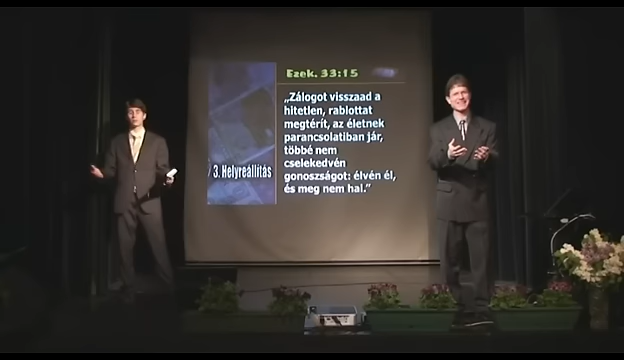 Ezek. 33:15
„Zálogot visszaad a
hitetlen, rablottat
megtérít, az életnek
parancsolatiban jár,
többé nem
cselekedvén
gonoszságot: élvén él,
és meg nem hal.”
3. Helyreállítás